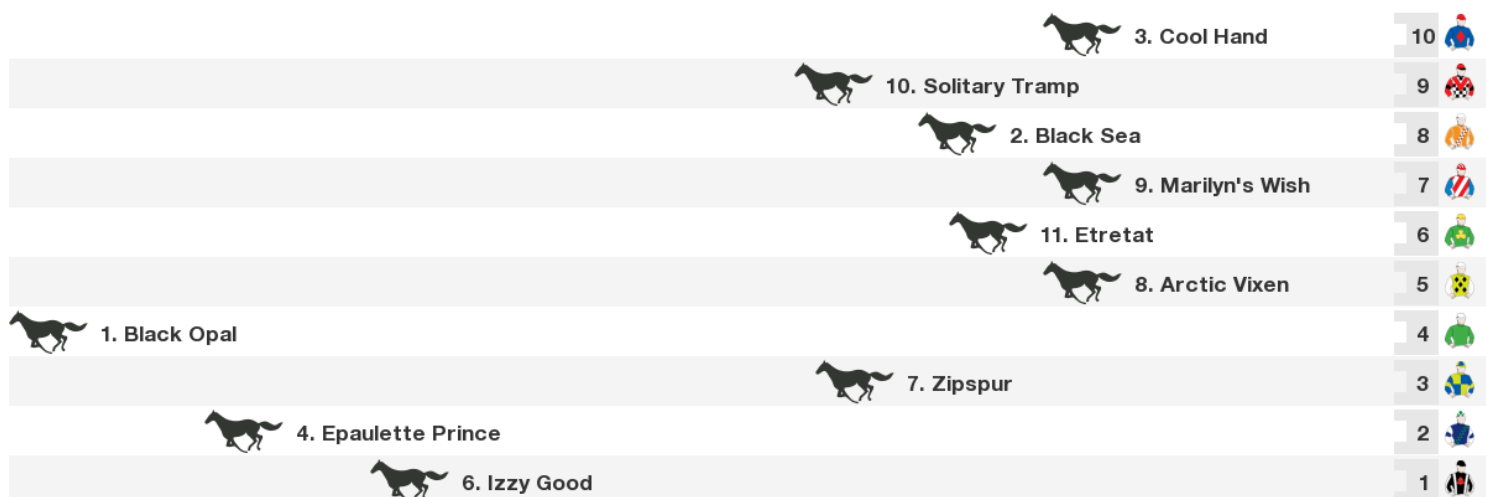 3. Cool Hand 10
10. Solitary Tramp 9
2. Black Sea 8
9. Marilyn's Wish 7
11. Etretat 6
8. Arctic Vixen 5
1. Black Opal 4
7. Zipspur 3
4. Epaulette Prince 2
6. Izzy Good 1